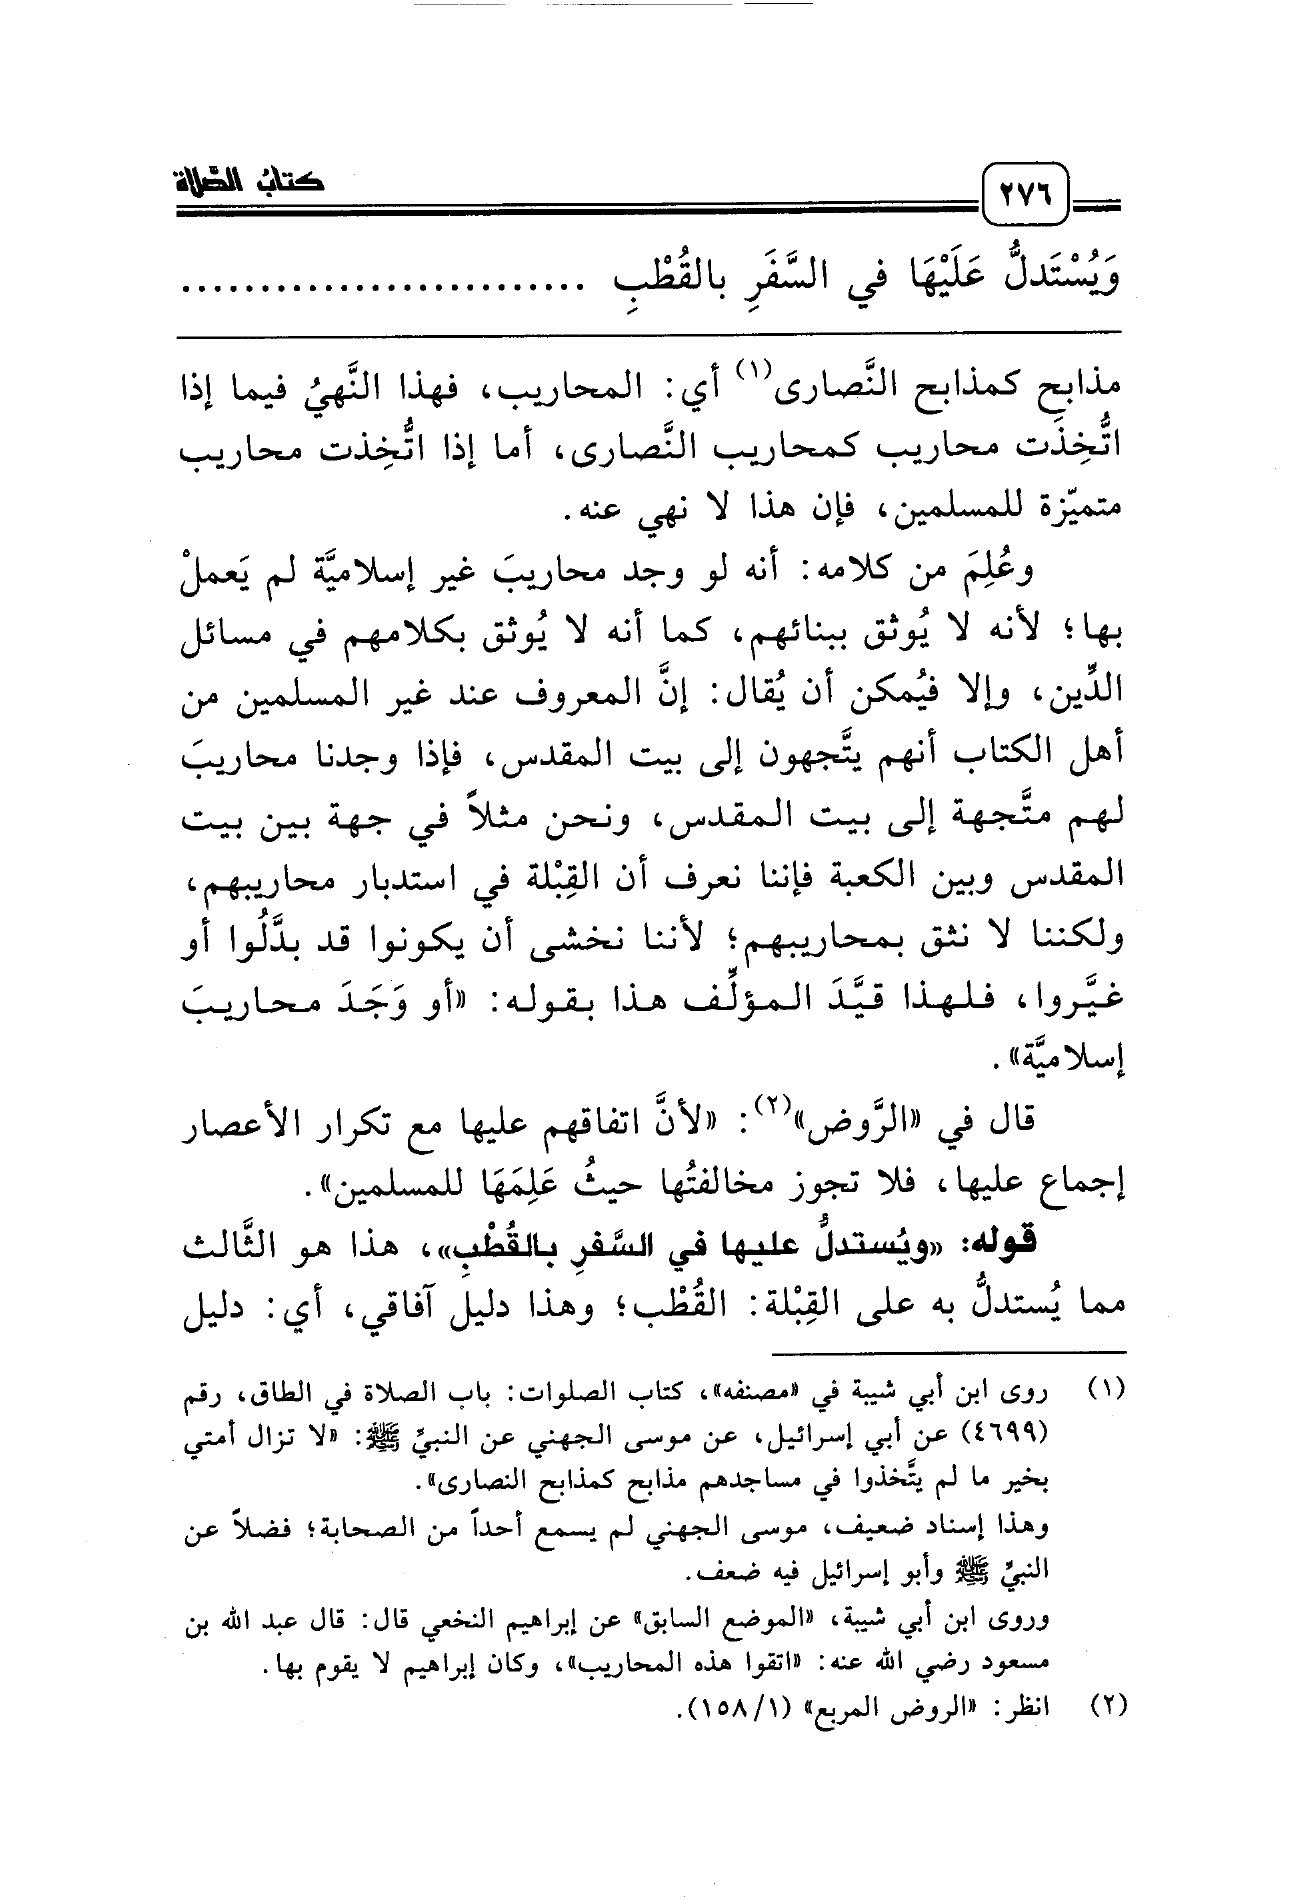 ٢٧٦
كتاب الصلاة
وَيُسْتَدلُّ عَلَيْهَا في السَّفَرِ بالقُطْبِ ..........................
مذابح كمذابح النَّصارى(١) أي: المحاريب، فهذا النَّهيُ فيما إذا
اتُّخِذَت محاريب كمحاريب النَّصارى، أما إذا اتُّخِذت محاريب
متميّزة للمسلمين، فإن هذا لا نهي عنه.
وعُلِمَ من كلامه: أنه لو وجد محاريبَ غير إسلاميَّة لم يَعملْ
بها؛ لأنه لا يُوثق ببنائهم، كما أنه لا يُوثق بكلامهم في مسائل
الدِّين، وإلا فيُمكن أن يُقال: إنَّ المعروف عند غير المسلمين من
أهل الكتاب أنهم يتَّجهون إلى بيت المقدس، فإذا وجدنا محاريبَ
لهم متَّجهة إلى بيت المقدس، ونحن مثلاً في جهة بين بيت
المقدس وبين الكعبة فإننا نعرف أن القِبْلة في استدبار محاريبهم،
ولكننا لا نثق بمحاريبهم؛ لأننا نخشى أن يكونوا قد بدَّلُوا أو
غيَّروا، فلهذا قيَّدَ المؤلِّف هذا بقوله: «أو وَجَدَ محاريبَ
إسلاميَّة».
قال في «الرَّوض»(٢): «لأنَّ اتفاقهم عليها مع تكرار الأعصار
إجماع عليها، فلا تجوز مخالفتُها حيثُ عَلِمَهَا للمسلمين».
قوله: «ويُستدلُّ عليها في السَّفرِ بالقُطْبِ»، هذا هو الثَّالث
مما يُستدلُّ به على القِبْلة: القُطْب؛ وهذا دليل آفاقي، أي: دليل
(١) روى ابن أبي شيبة في «مصنفه»، كتاب الصلوات: باب الصلاة في الطاق، رقم
(٤٦٩٩) عن أبي إسرائيل، عن موسى الجهني عن النبيِّ ﷺ: «لا تزال أمتي
بخير ما لم يتَّخذوا في مساجدهم مذابح كمذابح النصارى».
وهذا إسناد ضعيف، موسى الجهني لم يسمع أحداً من الصحابة؛ فضلاً عن
النبيِّ ﷺ وأبو إسرائيل فيه ضعف.
وروى ابن أبي شيبة، «الموضع السابق» عن إبراهيم النخعي قال: قال عبد الله بن
مسعود رضي الله عنه: «اتقوا هذه المحاريب»، وكان إبراهيم لا يقوم بها.
(٢) انظر: «الروض المربع» (١/ ١٥٨).